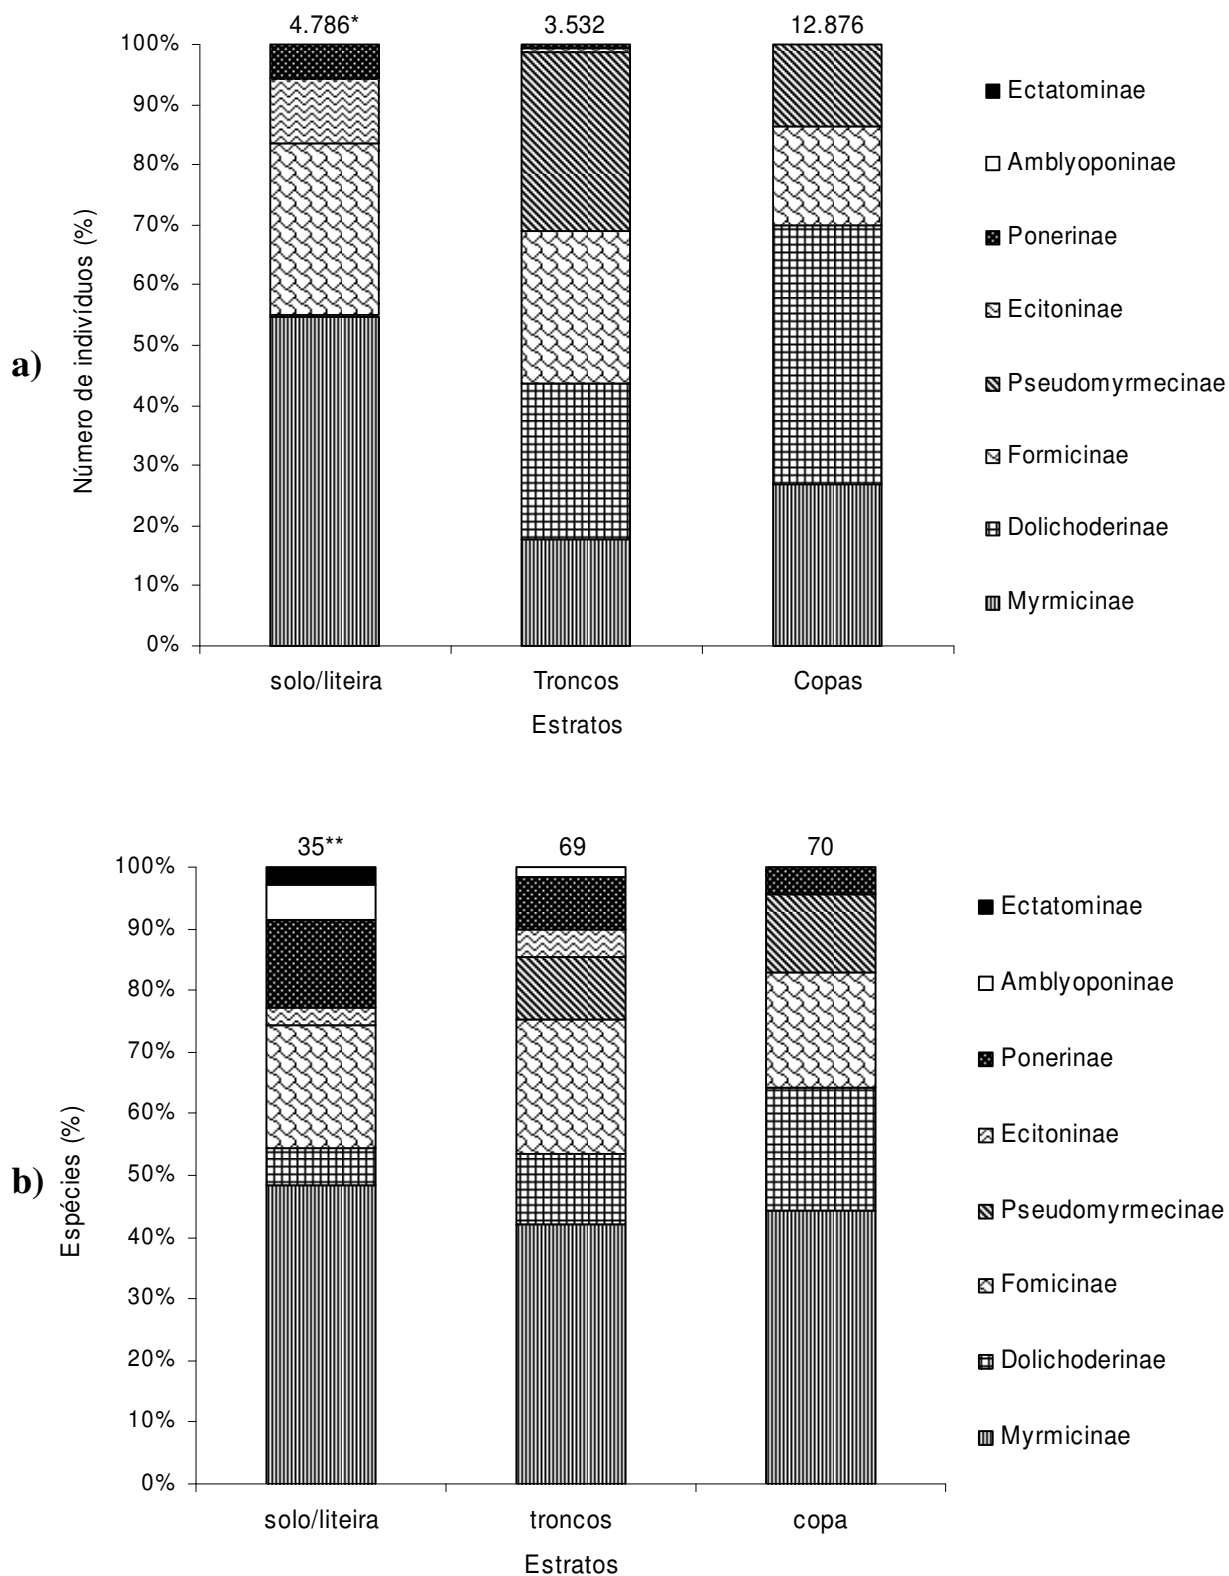 4.786* 3.532 12.876
100%
90%
80%
70%
60%
50%
40%
30%
20%
10%
0%
Número de indivíduos (%)
a)
solo/liteira Troncos Copas
Estratos
Ectatominae
Amblyoponinae
Ponerinae
Ecitoninae
Pseudomyrmecinae
Formicinae
Dolichoderinae
Myrmicinae
35** 69 70
100%
90%
80%
70%
60%
50%
40%
30%
20%
10%
0%
Espécies (%)
b)
solo/liteira troncos copa
Estratos
Ectatominae
Amblyoponinae
Ponerinae
Ecitoninae
Pseudomyrmecinae
Fomicinae
Dolichoderinae
Myrmicinae